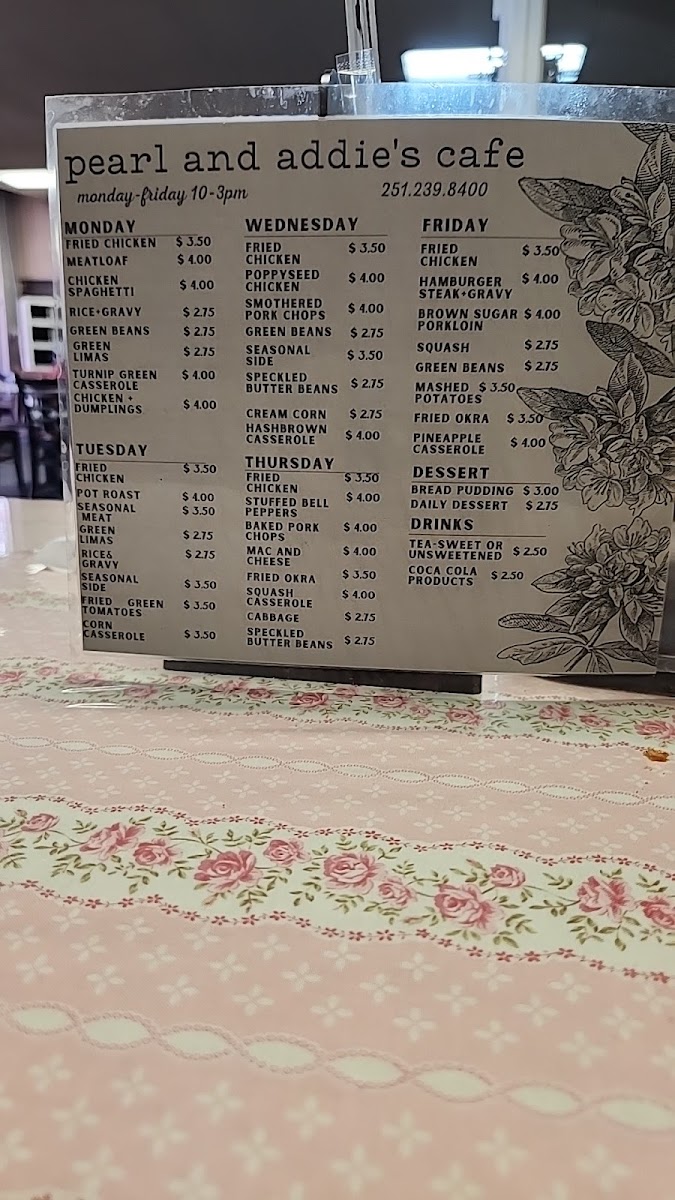 pearl and addie's cafe
monday-friday 10-3pm
251.239.8400
MONDAY
FRIED CHICKEN $ 3.50
MEATLOAF $ 4.00
CHICKEN
SPAGHETTI $ 4.00
RICE+GRAVY $ 2.75
GREEN BEANS $ 2.75
GREEN
LIMAS $ 2.75
TURNIP GREEN
CASSEROLE $ 4.00
CHICKEN +
DUMPLINGS $ 4.00
TUESDAY
FRIED
CHICKEN $ 3.50
POT ROAST $ 4.00
SEASONAL
MEAT $ 3.50
GREEN
LIMAS $ 2.75
RICE&
GRAVY $ 2.75
SEASONAL
SIDE $ 3.50
FRIED GREEN
TOMATOES $ 3.50
CORN
CASSEROLE $ 3.50
WEDNESDAY
FRIED
CHICKEN $ 3.50
POPPYSEED
CHICKEN $ 4.00
SMOTHERED
PORK CHOPS $ 4.00
GREEN BEANS $ 2.75
SEASONAL
SIDE $ 3.50
SPECKLED
BUTTER BEANS $ 2.75
CREAM CORN $ 2.75
HASHBROWN
CASSEROLE $ 4.00
THURSDAY
FRIED
CHICKEN $ 3.50
STUFFED BELL
PEPPERS $ 4.00
BAKED PORK
CHOPS $ 4.00
MAC AND
CHEESE $ 4.00
FRIED OKRA $ 3.50
SQUASH
CASSEROLE $ 4.00
CABBAGE $ 2.75
SPECKLED
BUTTER BEANS $ 2.75
FRIDAY
FRIED
CHICKEN $ 3.50
HAMBURGER
STEAK+GRAVY $ 4.00
BROWN SUGAR
PORKLOIN $ 4.00
SQUASH $ 2.75
GREEN BEANS $ 2.75
MASHED
POTATOES $ 3.50
FRIED OKRA $ 3.50
PINEAPPLE
CASSEROLE $ 4.00
DESSERT
BREAD PUDDING $ 3.00
DAILY DESSERT $ 2.75
DRINKS
TEA-SWEET OR
UNSWEETENED $ 2.50
COCA COLA
PRODUCTS $ 2.50